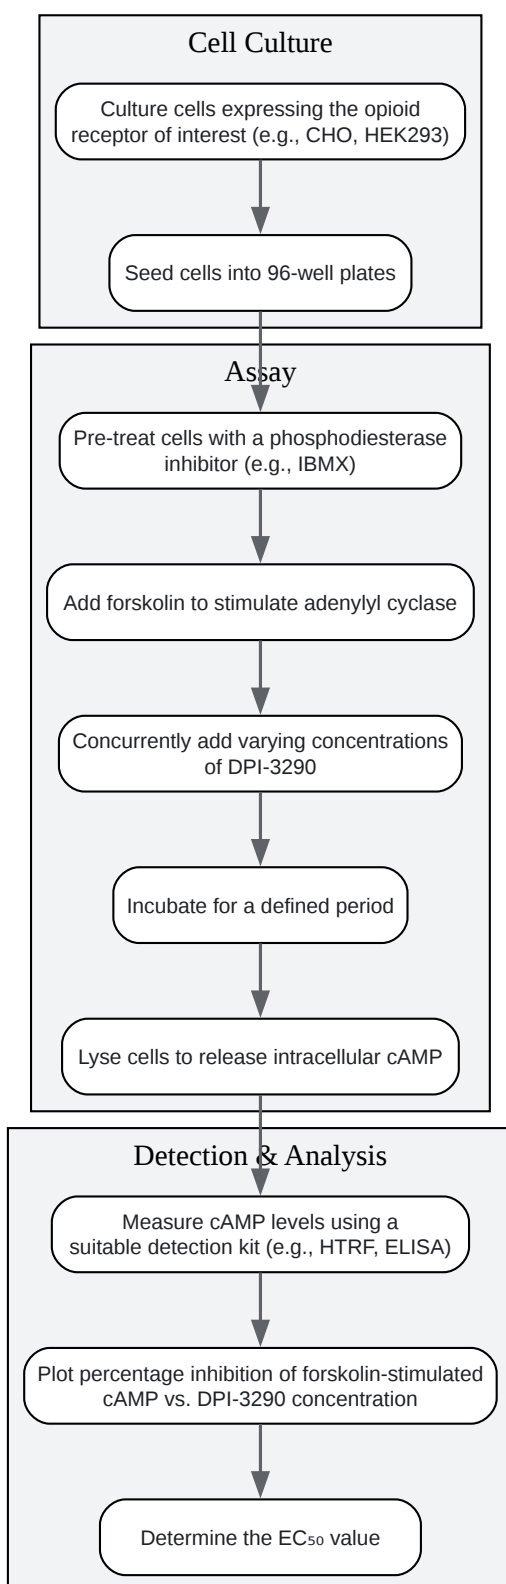 Cell Culture
Culture cells expressing the opioid
receptor of interest (e.g., CHO, HEK293)
Seed cells into 96-well plates
Assay
Pre-treat cells with a phosphodiesterase
inhibitor (e.g., IBMX)
Add forskolin to stimulate adenylyl cyclase
Concurrently add varying concentrations
of DPI-3290
Incubate for a defined period
Lyse cells to release intracellular cAMP
Detection & Analysis
Measure cAMP levels using a
suitable detection kit (e.g., HTRF, ELISA)
Plot percentage inhibition of forskolin-stimulated
cAMP vs. DPI-3290 concentration
Determine the EC₅₀ value